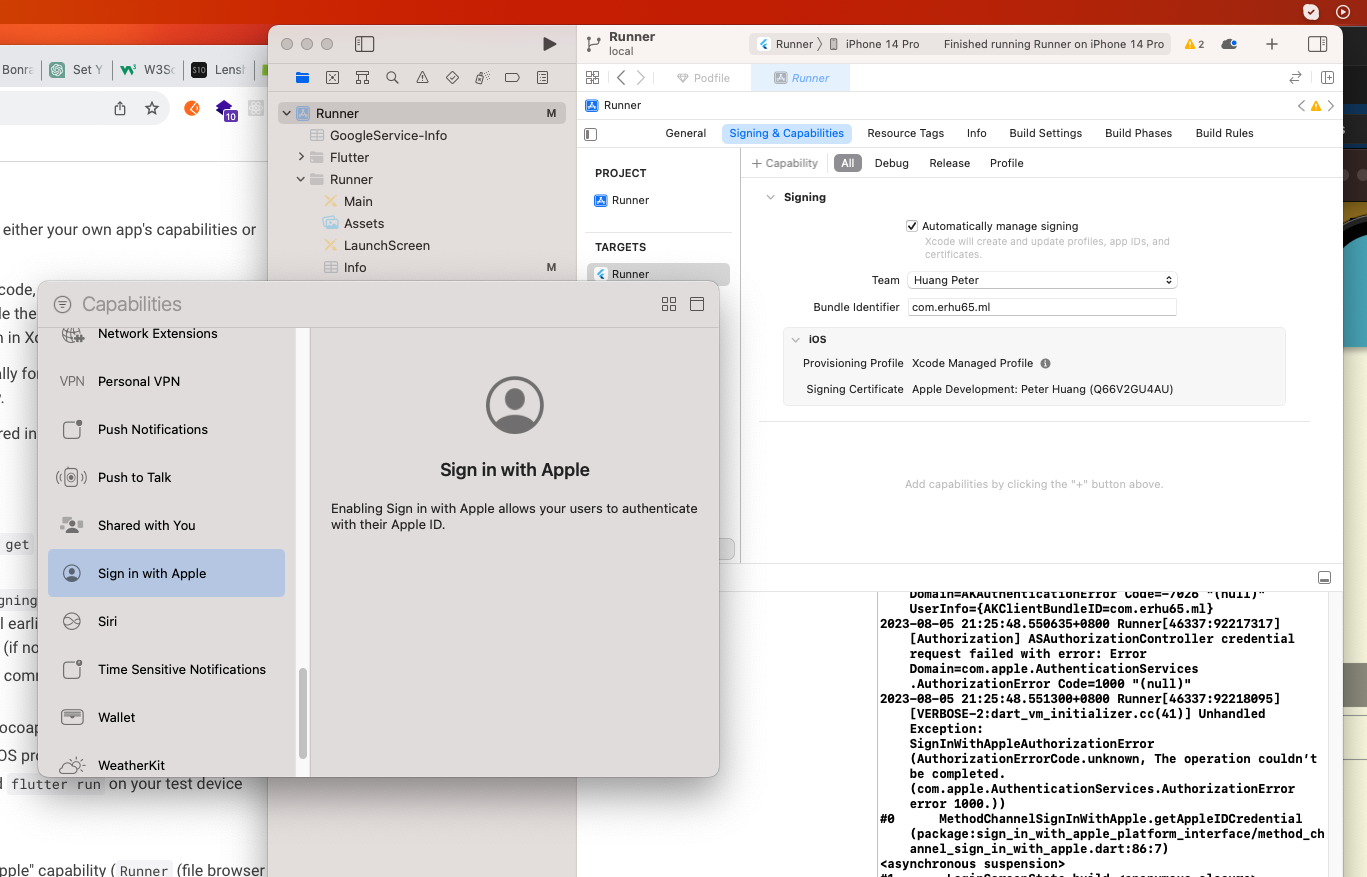 Bonra
Set Y
W3Sc
S10
Lensh
10
either your own app's capabilities or
code,
le the
n in Xc
ally for
red in
get
gning
l earli
(if no
comm
ocoap
OS pre
flutter run on your test device
pple" capability ( Runner (file browser
Runner
local
Runner
iPhone 14 Pro
Finished running Runner on iPhone 14 Pro
2
Podfile
Runner
Runner
Runner M
GoogleService-Info
Flutter
Runner
Main
Assets
LaunchScreen
Info M
General
Signing & Capabilities
Resource Tags
Info
Build Settings
Build Phases
Build Rules
PROJECT
Runner
TARGETS
Runner
+ Capability
All
Debug
Release
Profile
Signing
Automatically manage signing
Xcode will create and update profiles, app IDs, and
certificates.
Team Huang Peter
Bundle Identifier com.erhu65.ml
iOS
Provisioning Profile Xcode Managed Profile
Signing Certificate Apple Development: Peter Huang (Q66V2GU4AU)
Add capabilities by clicking the "+" button above.
Capabilities
Network Extensions
VPN Personal VPN
Push Notifications
Push to Talk
Shared with You
Sign in with Apple
Siri
Time Sensitive Notifications
Wallet
WeatherKit
Sign in with Apple
Enabling Sign in with Apple allows your users to authenticate
with their Apple ID.
Domain=AKAuthenticationError Code=-7026 "(null)"
UserInfo={AKClientBundleID=com.erhu65.ml}
2023-08-05 21:25:48.550635+0800 Runner[46337:92217317]
[Authorization] ASAuthorizationController credential
request failed with error: Error
Domain=com.apple.AuthenticationServices
.AuthorizationError Code=1000 "(null)"
2023-08-05 21:25:48.551300+0800 Runner[46337:92218095]
[VERBOSE-2:dart_vm_initializer.cc(41)] Unhandled
Exception:
SignInWithAppleAuthorizationError
(AuthorizationErrorCode.unknown, The operation couldn’t
be completed.
(com.apple.AuthenticationServices.AuthorizationError
error 1000.))
#0 MethodChannelSignInWithApple.getAppleIDCredential
(package:sign_in_with_apple_platform_interface/method_ch
annel_sign_in_with_apple.dart:86:7)
<asynchronous suspension>